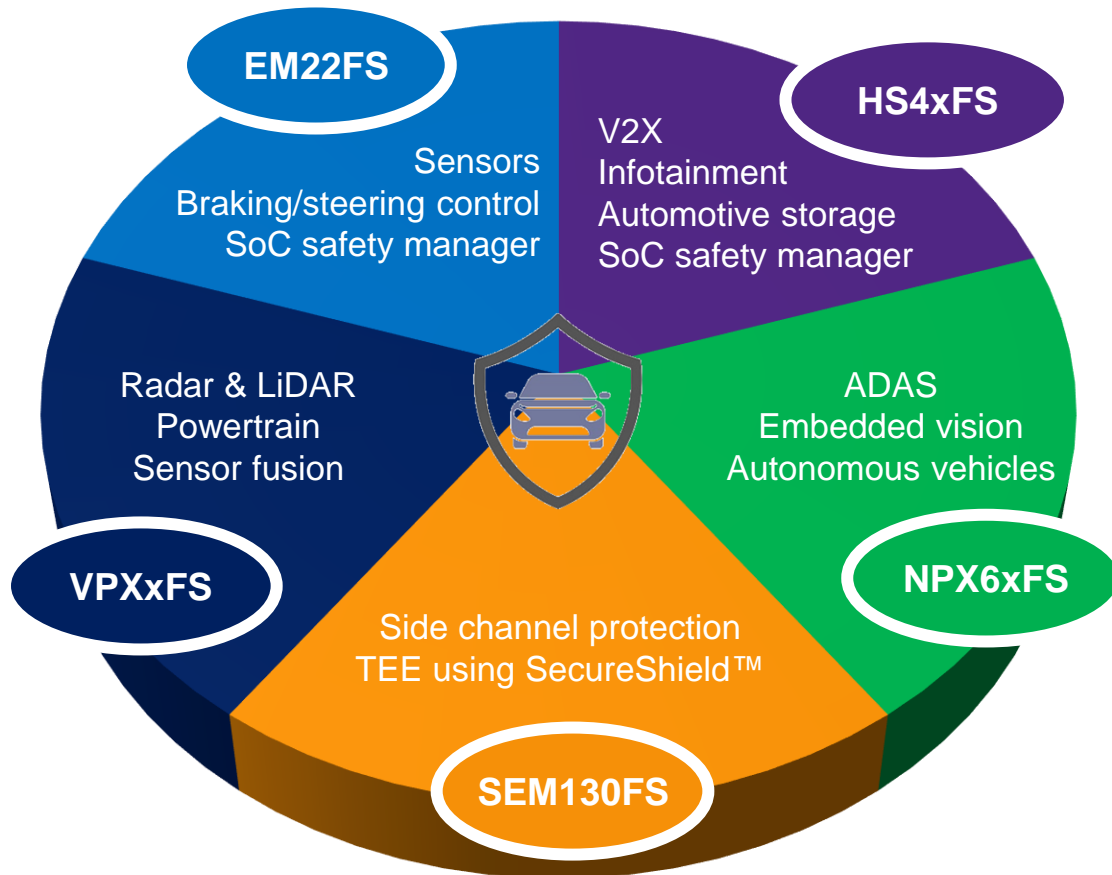 EM22FS
Sensors
Braking/steering control
SoC safety manager
HS4xFS
V2X
Infotainment
Automotive storage
SoC safety manager
Radar & LiDAR
Powertrain
Sensor fusion
VPXxFS
ADAS
Embedded vision
Autonomous vehicles
NPX6xFS
Side channel protection
TEE using SecureShield™
SEM130FS